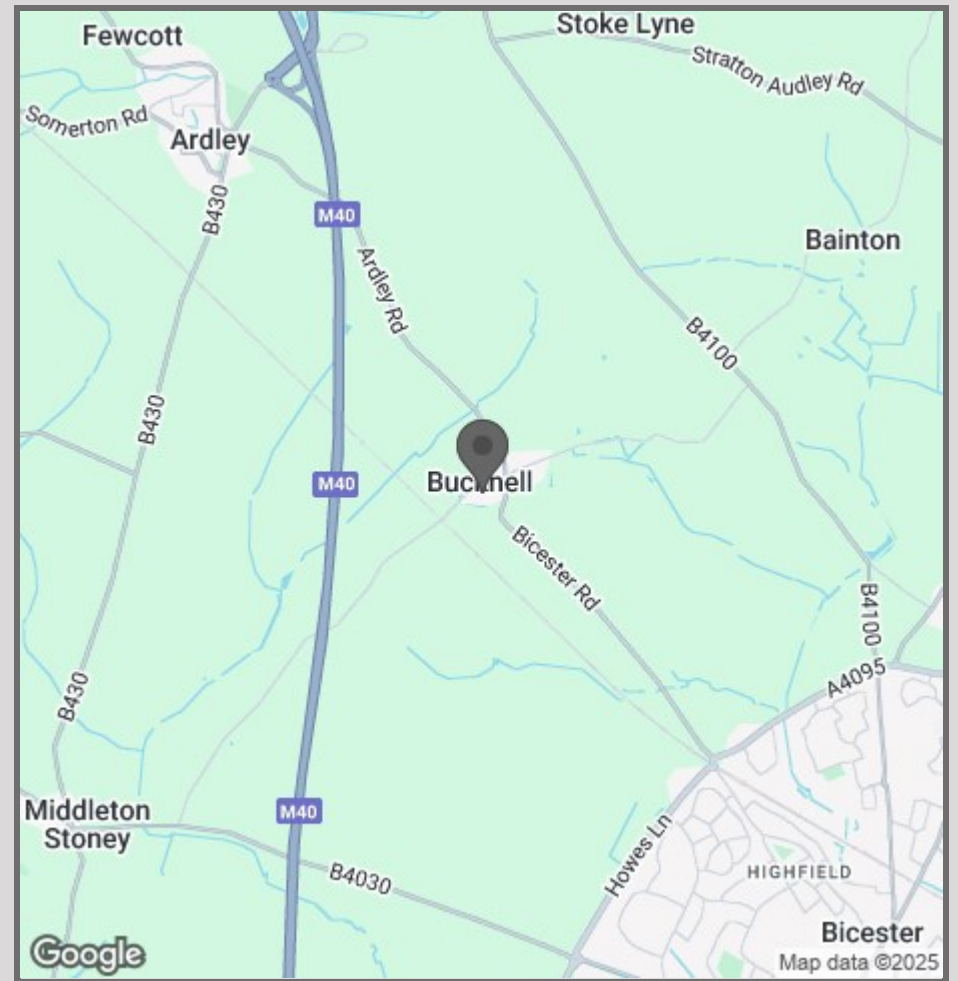 Fewcott
Stoke Lyne
Stratton Audley Rd
Somerton Rd
Ardley
B430
M40
Bainton
Ardley Rd
B4100
B430
Bucknell
M40
Bicester Rd
B4100
A4095
B430
Middleton
Stoney
M40
Howes Ln
B4030
HIGHFIELD
Bicester
Google
Map data ©2025